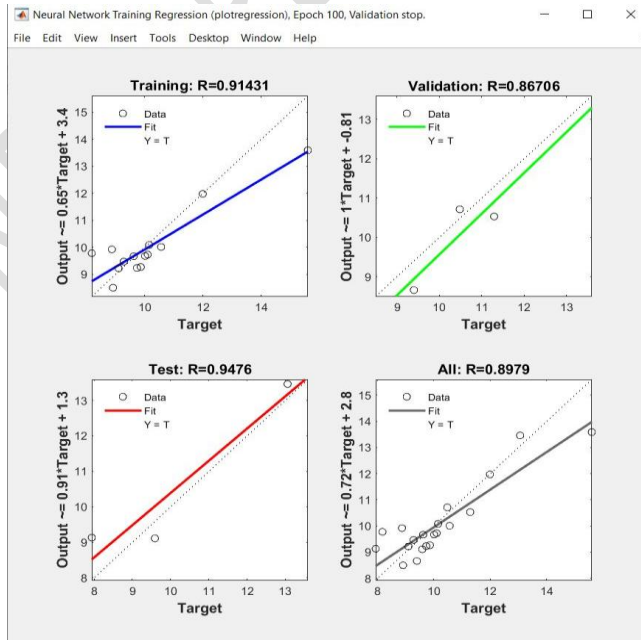 Neural Network Training Regression (plotregression), Epoch 100, Validation stop.
File Edit View Insert Tools Desktop Window Help
Training: R=0.91431
Output ~= 0.65*Target + 3.4
Data
Fit
Y = T
15
14
13
12
11
10
9
10 12 14
Target
Validation: R=0.86706
Output ~= 1*Target + -0.81
Data
Fit
Y = T
13
12
11
10
9
9 10 11 12 13
Target
Test: R=0.9476
Output ~= 0.91*Target + 1.3
Data
Fit
Y = T
13
12
11
10
9
8
8 9 10 11 12 13
Target
All: R=0.8979
Output ~= 0.72*Target + 2.8
Data
Fit
Y = T
15
14
13
12
11
10
9
8
8 10 12 14
Target